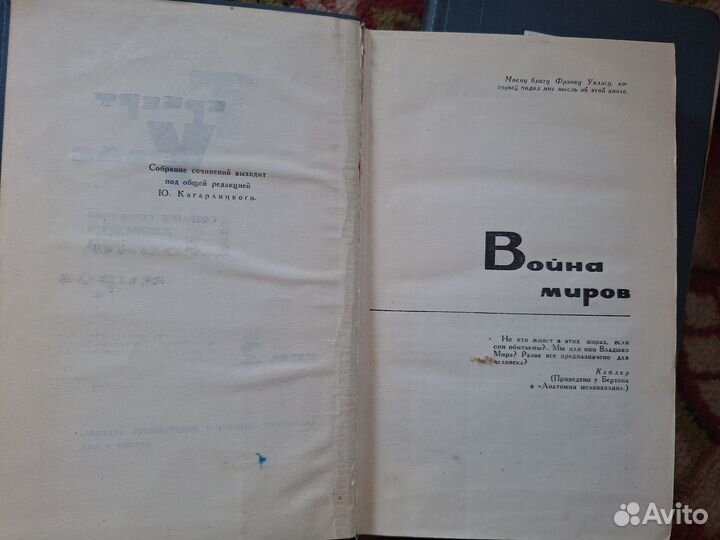 Собрание сочинений выходит
под общей редакцией
Ю. Кагарлицкого.
Моему брату Фрэнку Уэллсу, ко-
торый подал мне мысль об этой книге.
Война
миров
Но кто живет в этих мирах, если
они обитаемы?.. Мы или они Владыки
Мира? Разве все предназначено для
человека?
Кеплер
(Приведено у Бертона
в «Анатомии меланхолии».)
Avito